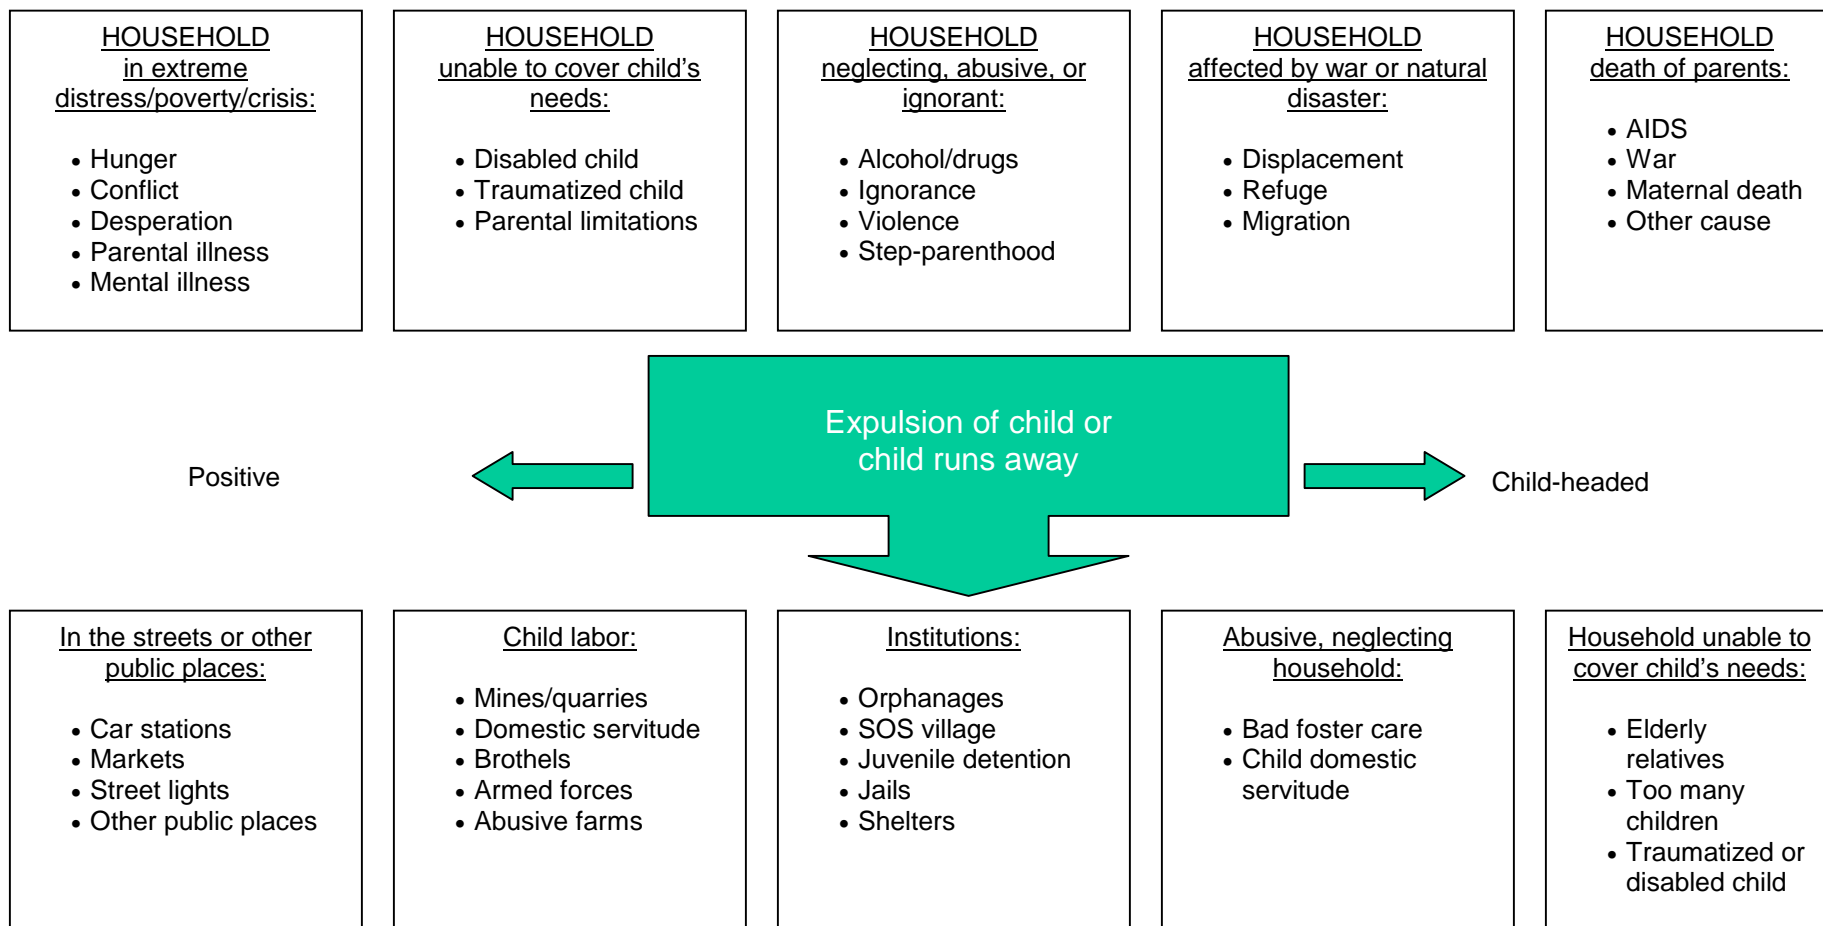 HOUSEHOLD
in extreme
distress/poverty/crisis:
• Hunger
• Conflict
• Desperation
• Parental illness
• Mental illness
HOUSEHOLD
unable to cover child’s
needs:
• Disabled child
• Traumatized child
• Parental limitations
HOUSEHOLD
neglecting, abusive, or
ignorant:
• Alcohol/drugs
• Ignorance
• Violence
• Step-parenthood
HOUSEHOLD
affected by war or natural
disaster:
• Displacement
• Refuge
• Migration
HOUSEHOLD
death of parents:
• AIDS
• War
• Maternal death
• Other cause
Positive
Expulsion of child or
child runs away
Child-headed
In the streets or other
public places:
• Car stations
• Markets
• Street lights
• Other public places
Child labor:
• Mines/quarries
• Domestic servitude
• Brothels
• Armed forces
• Abusive farms
Institutions:
• Orphanages
• SOS village
• Juvenile detention
• Jails
• Shelters
Abusive, neglecting
household:
• Bad foster care
• Child domestic
servitude
Household unable to
cover child’s needs:
• Elderly
relatives
• Too many
children
• Traumatized or
disabled child